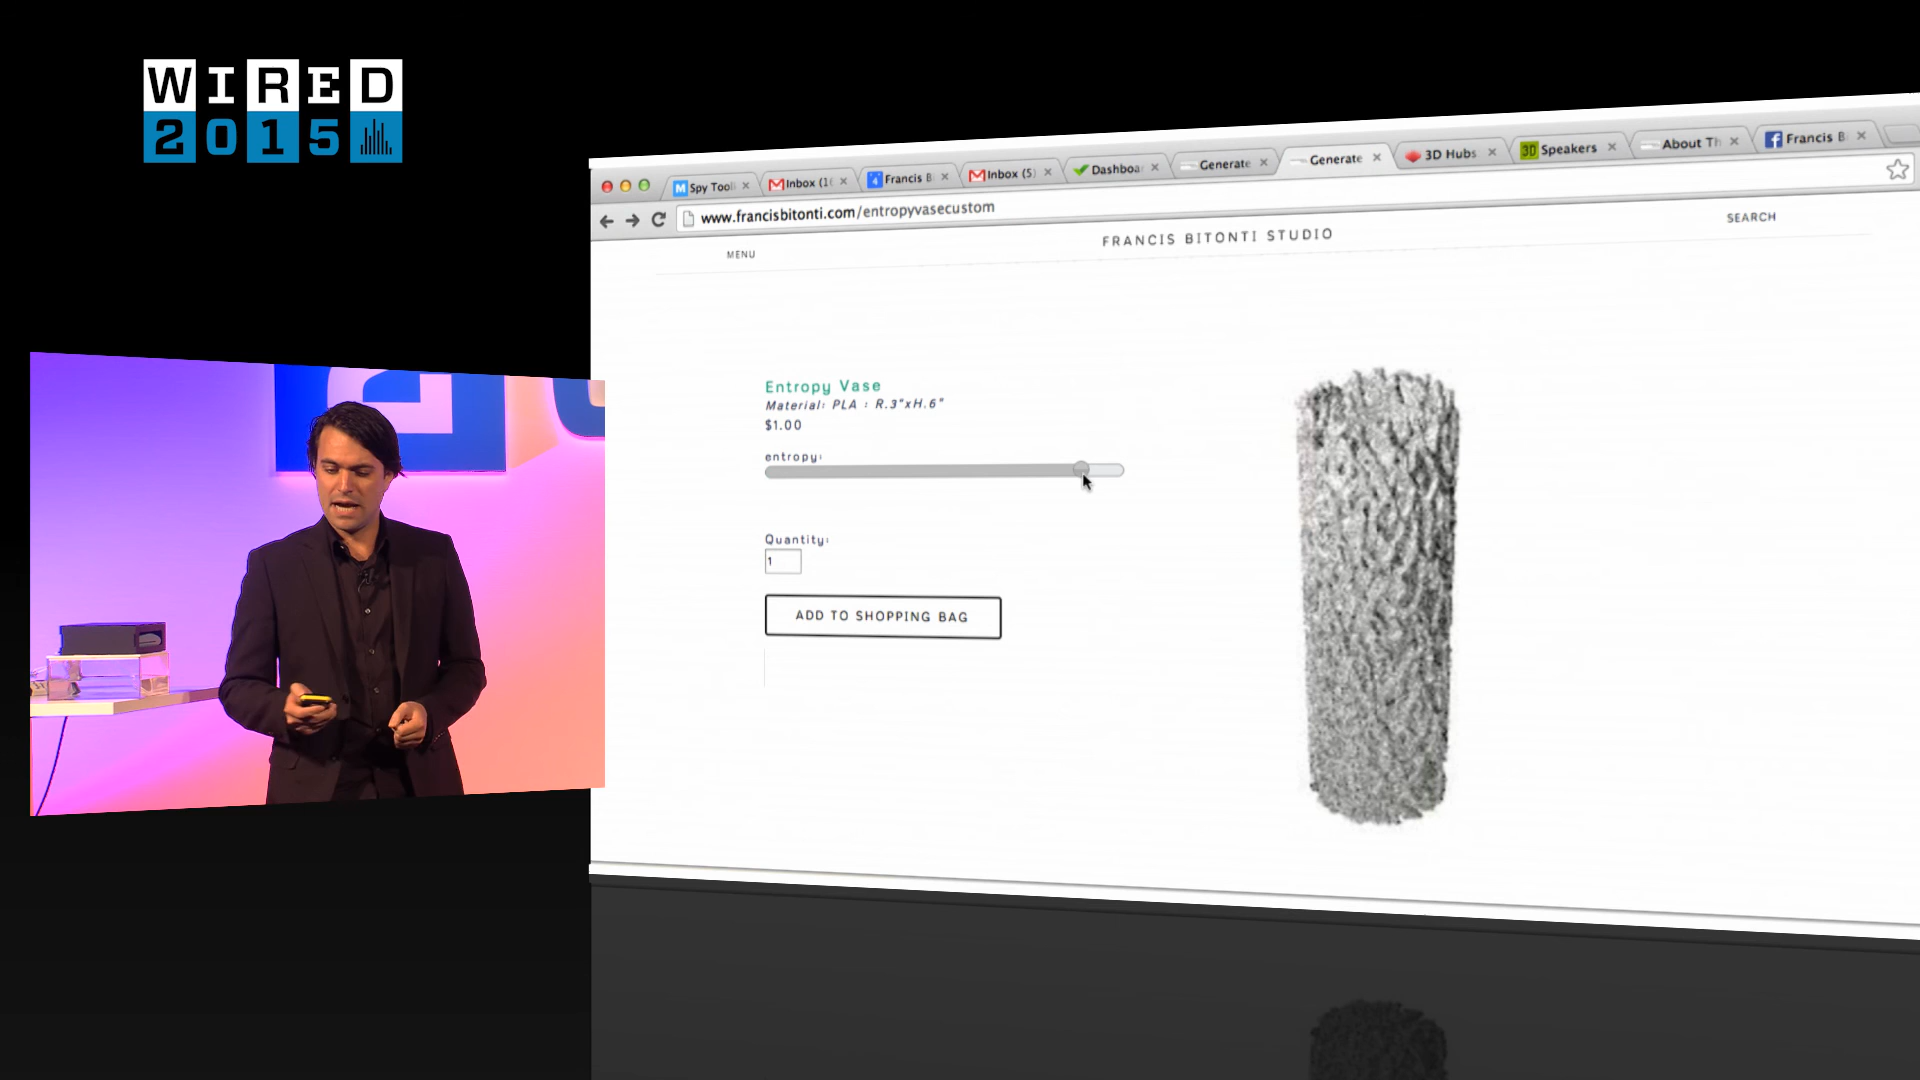 WIRED
2015
Spy Tool
Inbox (1
Francis B
Inbox (5)
Dashboa
Generate
Generate
3D Hubs
3D Speakers
About Th
Francis B
www.francisbitonti.com/entropyvasecustom
MENU
FRANCIS BITONTI STUDIO
SEARCH
Entropy Vase
Material: PLA : R.3"xH.6"
$1.00
entropy:
Quantity:
1
ADD TO SHOPPING BAG